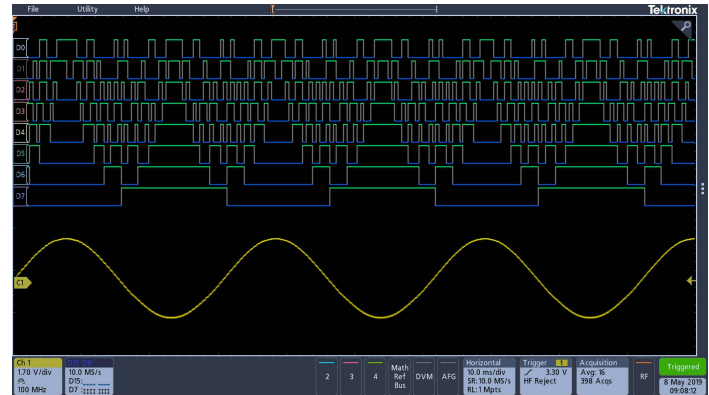 File Utility Help Tektronix
D0
D1
D2
D3
D4
D5
D6
D7
C1
Ch 1
1.70 V/div
100 MHz
10.0 MS/s
D15:
D7
2 3 4
Math
Ref
Bus
DVM AFG
Horizontal
10.0 ms/div
SR:10.0 MS/s
RL:1 Mpts
Trigger 1
3.30 V
HF Reject
Acquisition
Avg: 16
398 Acqs
RF
Triggered
8 May 2019
09:08:12